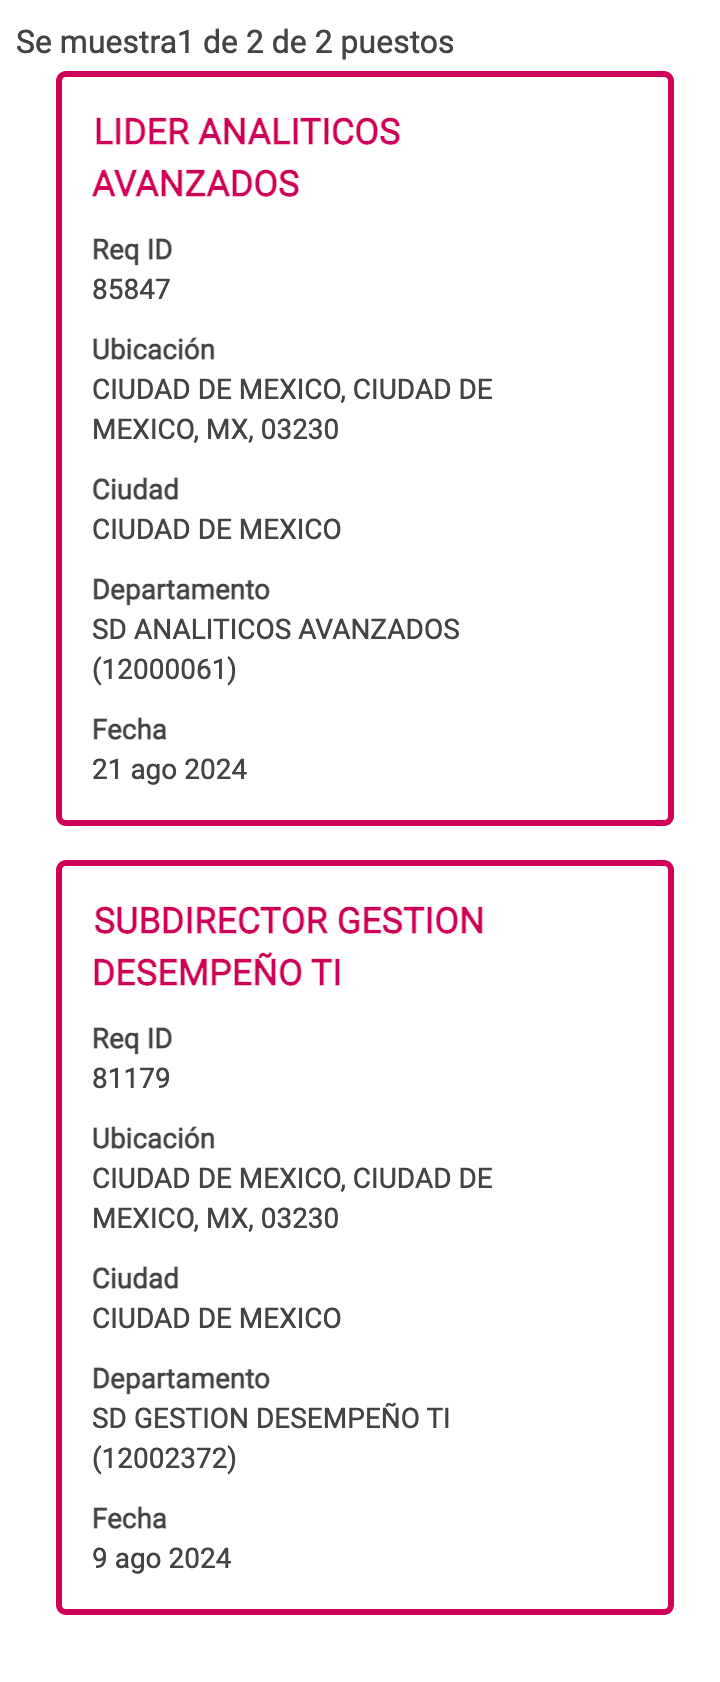 Se muestra1 de 2 de 2 puestos
LIDER ANALITICOS
AVANZADOS
Req ID
85847
Ubicación
CIUDAD DE MEXICO, CIUDAD DE
MEXICO, MX, 03230
Ciudad
CIUDAD DE MEXICO
Departamento
SD ANALITICOS AVANZADOS
(12000061)
Fecha
21 ago 2024
SUBDIRECTOR GESTION
DESEMPEÑO TI
Req ID
81179
Ubicación
CIUDAD DE MEXICO, CIUDAD DE
MEXICO, MX, 03230
Ciudad
CIUDAD DE MEXICO
Departamento
SD GESTION DESEMPEÑO TI
(12002372)
Fecha
9 ago 2024